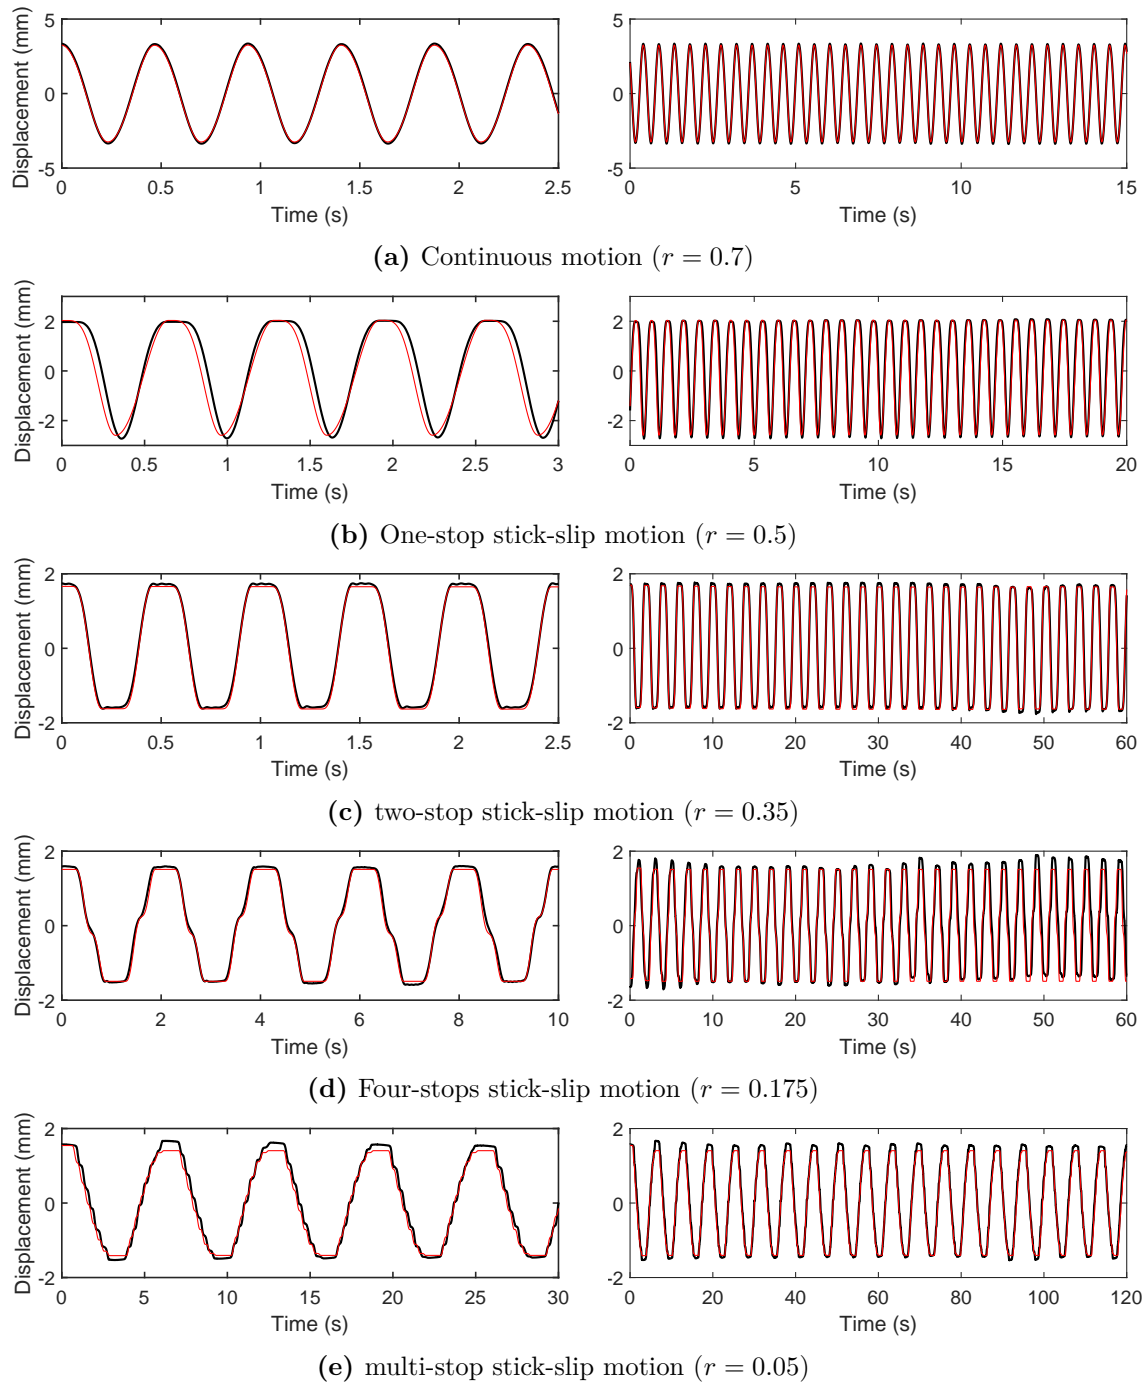 Displacement (mm)
5
0
-5
0 0.5 1 1.5 2 2.5
Time (s)
5
0
-5
0 5 10 15
Time (s)
(a) Continuous motion (r = 0.7)
Displacement (mm)
2
0
-2
0 0.5 1 1.5 2 2.5 3
Time (s)
2
0
-2
0 5 10 15 20
Time (s)
(b) One-stop stick-slip motion (r = 0.5)
Displacement (mm)
2
0
-2
0 0.5 1 1.5 2 2.5
Time (s)
2
0
-2
0 10 20 30 40 50 60
Time (s)
(c) two-stop stick-slip motion (r = 0.35)
Displacement (mm)
2
0
-2
0 2 4 6 8 10
Time (s)
2
0
-2
0 10 20 30 40 50 60
Time (s)
(d) Four-stops stick-slip motion (r = 0.175)
Displacement (mm)
2
0
-2
0 5 10 15 20 25 30
Time (s)
2
0
-2
0 20 40 60 80 100 120
Time (s)
(e) multi-stop stick-slip motion (r = 0.05)